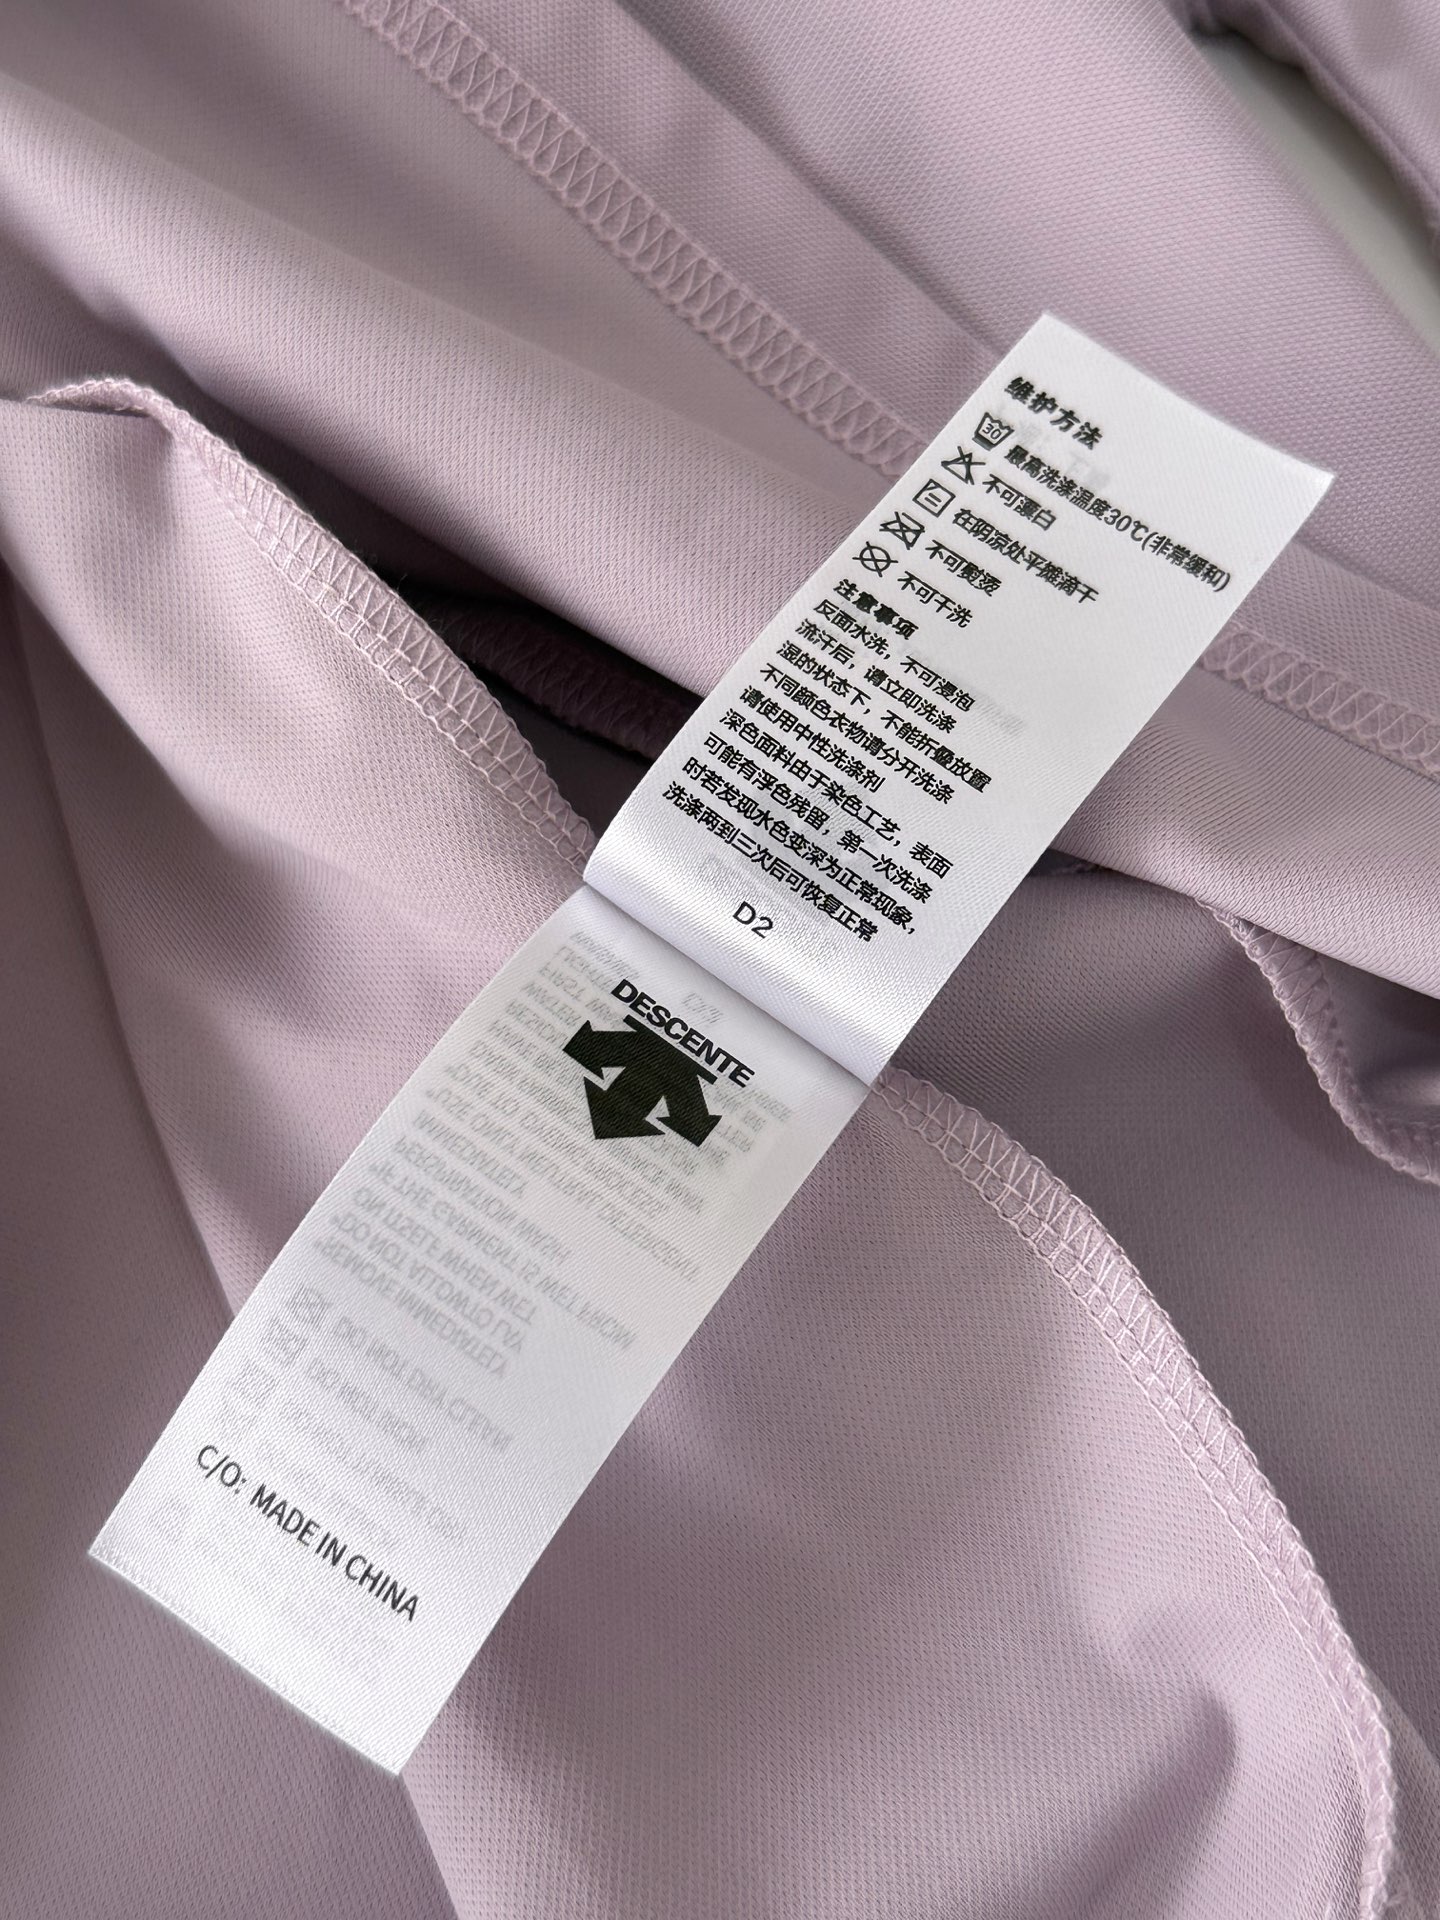 维护方法
30
最高洗涤温度30℃(非常缓和)
不可漂白
在阴凉处平摊滴干
不可熨烫
不可干洗
注意事项
反面水洗，不可浸泡
流汗后，请立即洗涤
湿的状态下，不能折叠放置
不同颜色衣物请分开洗涤
请使用中性洗涤剂
深色面料由于染色工艺，表面
可能有浮色残留，第一次洗涤
时若发现水色变深为正常现象，
洗涤两到三次后可恢复正常
D2
DESCENTE
C/O: MADE IN CHINA